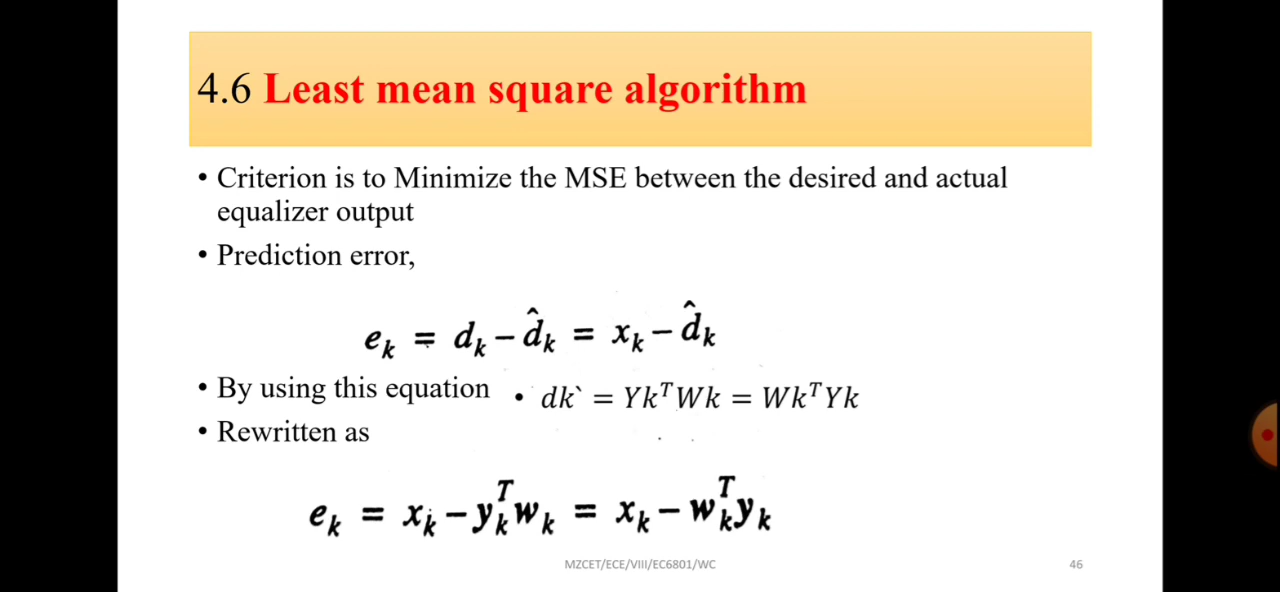 4.6 Least mean square algorithm
• Criterion is to Minimize the MSE between the desired and actual
equalizer output
• Prediction error,
e_k = d_k − d̂_k = x_k − d̂_k
• By using this equation • dk` = Yk^T Wk = Wk^T Yk
• Rewritten as
e_k = x_k − y_k^T w_k = x_k − w_k^T y_k
MZCET/ECE/VIII/EC6801/WC 46